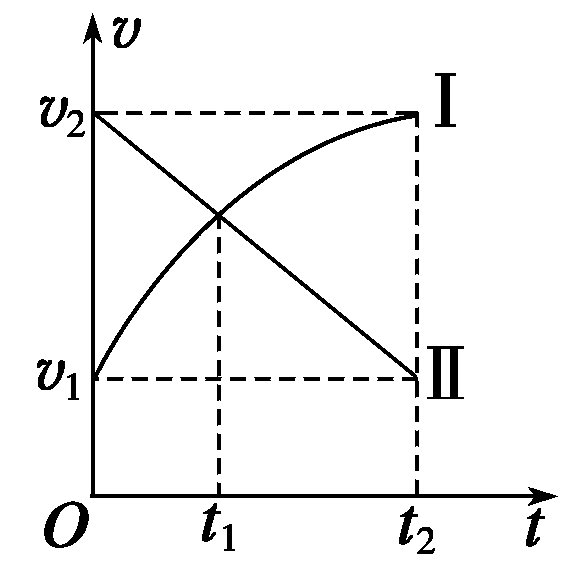 v
v₂
Ⅰ
v₁
Ⅱ
O
t₁
t₂
t